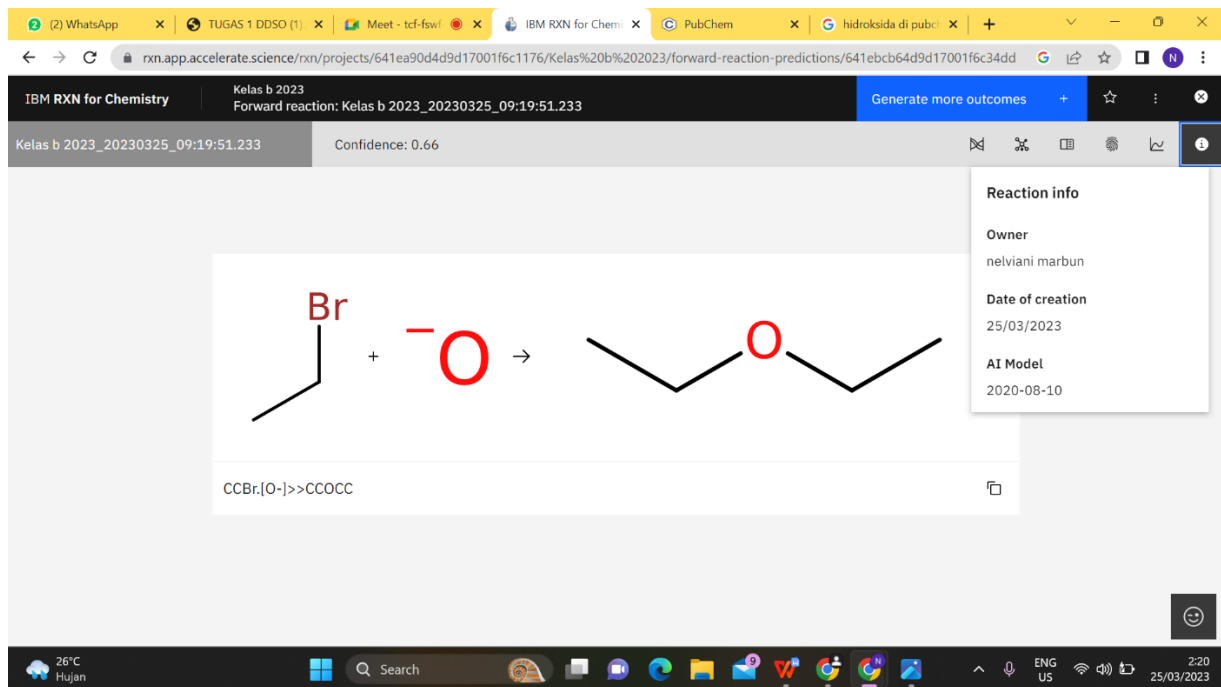 (2) WhatsApp
TUGAS 1 DDSO (1).
Meet - tcf-fswf
IBM RXN for Chemi
PubChem
hidroksida di pubch
rxn.app.accelerate.science/rxn/projects/641ea90d4d9d17001f6c1176/Kelas%20b%202023/forward-reaction-predictions/641ebcb64d9d17001f6c34dd
N
IBM RXN for Chemistry
Kelas b 2023
Forward reaction: Kelas b 2023_20230325_09:19:51.233
Generate more outcomes +
Kelas b 2023_20230325_09:19:51.233
Confidence: 0.66
Reaction info
Owner
nelviani marbun
Date of creation
25/03/2023
AI Model
2020-08-10
Br
+
−O
→
O
CCBr.[O-]>>CCOCC
26°C
Hujan
Search
9
ENG
US
2:20
25/03/2023